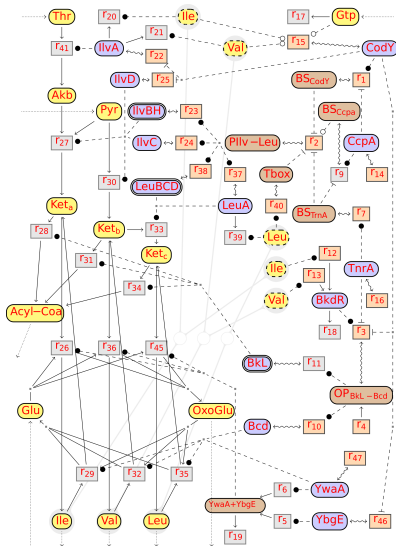 Thr r20 Ile r17 Gtp
r41 IlvA r21 Val r15 CodY
r22
IlvD r25 BSCodY r1
Akb
Pyr IlvBH r23 BSCcpa
r27 IlvC r24 PIlv−Leu r2 CcpA
r38 r37 Tbox r9 r14
r30 LeuBCD
Keta LeuA r40 BSTrnA r7
r28 Ketb r33 r39 Leu
r31 Ketc r12
Ile r13 TnrA
r34 Val BkdR r16
Acyl−Coa
r18 r3
r26 r36 r45
BkL r11
OPBkL−Bcd
Glu OxoGlu
Bcd r10 r4
r47
r29 r32 r35
r6 YwaA
YwaA+YbgE
Ile Val Leu r5 YbgE r46
r19